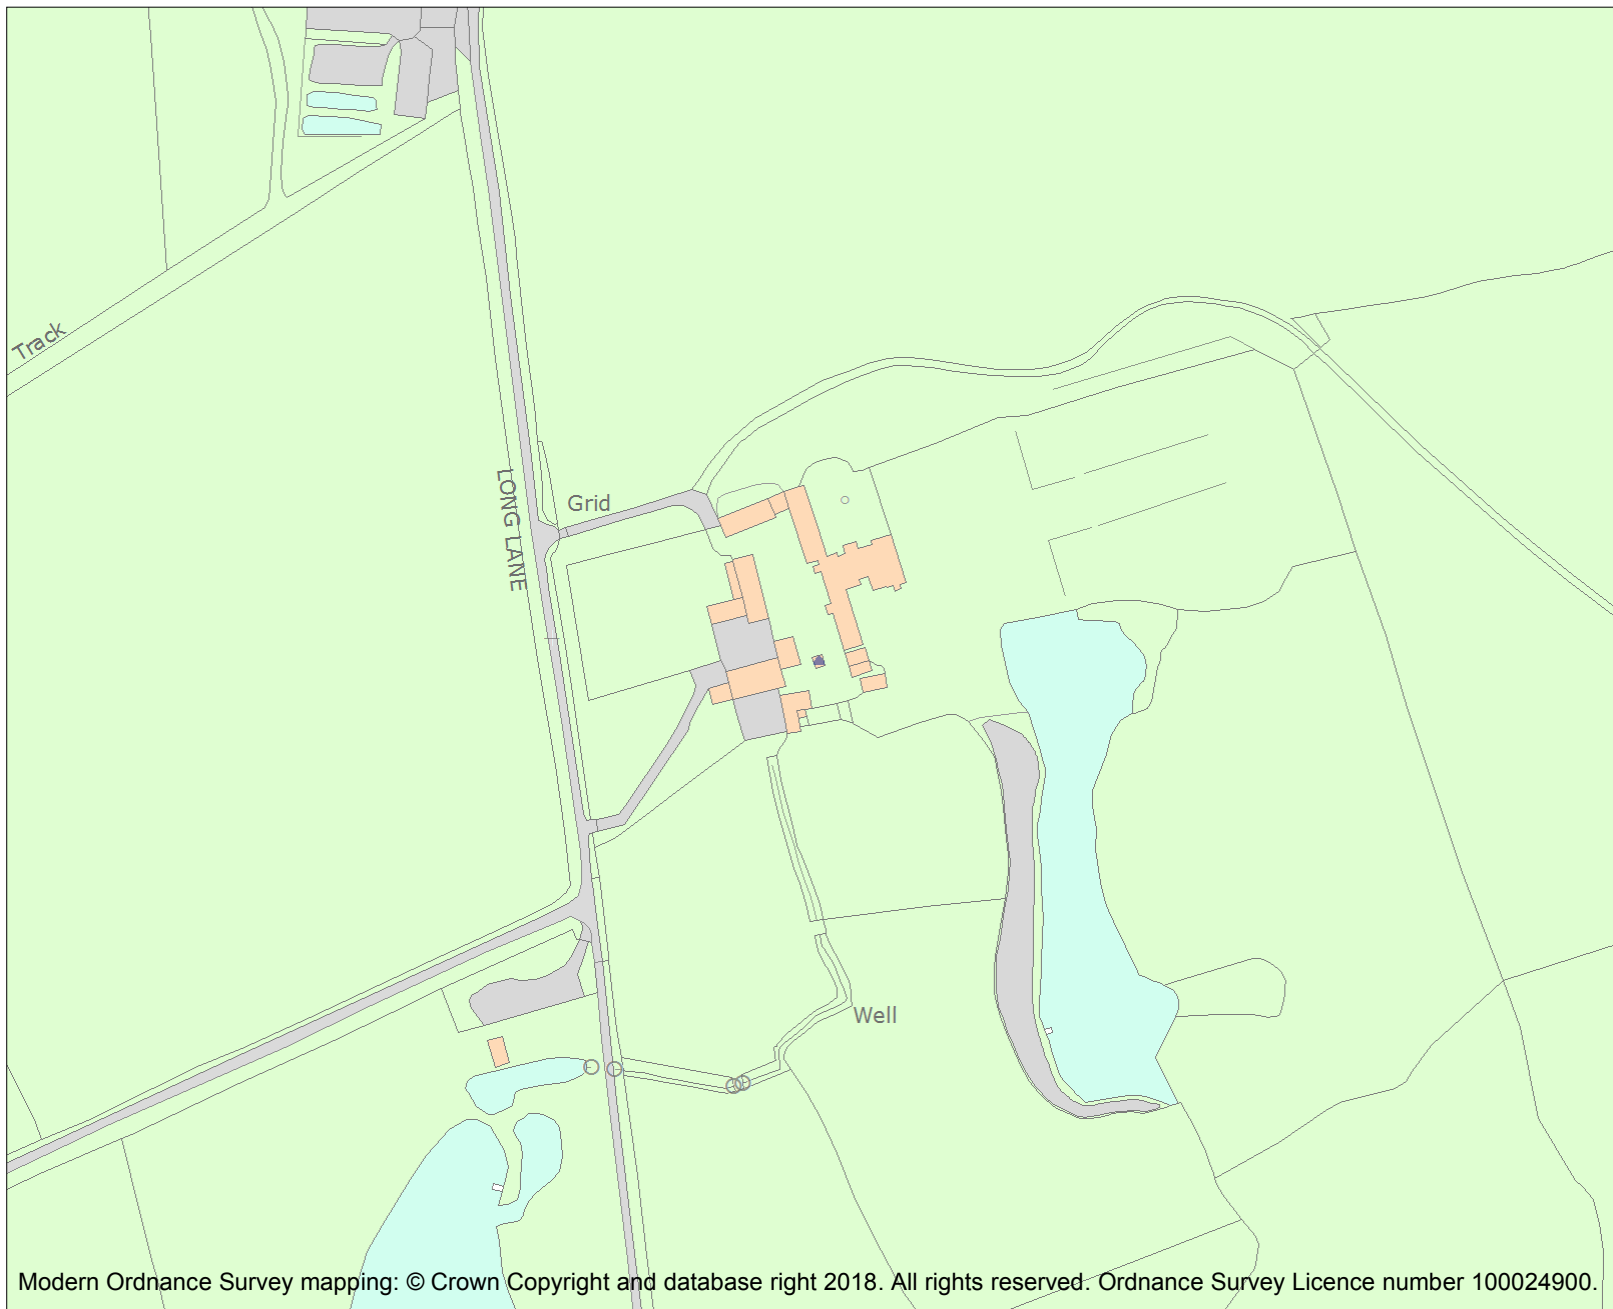 Track
Grid
LONG LANE
Well
Modern Ordnance Survey mapping: © Crown Copyright and database right 2018. All rights reserved. Ordnance Survey Licence number 100024900.